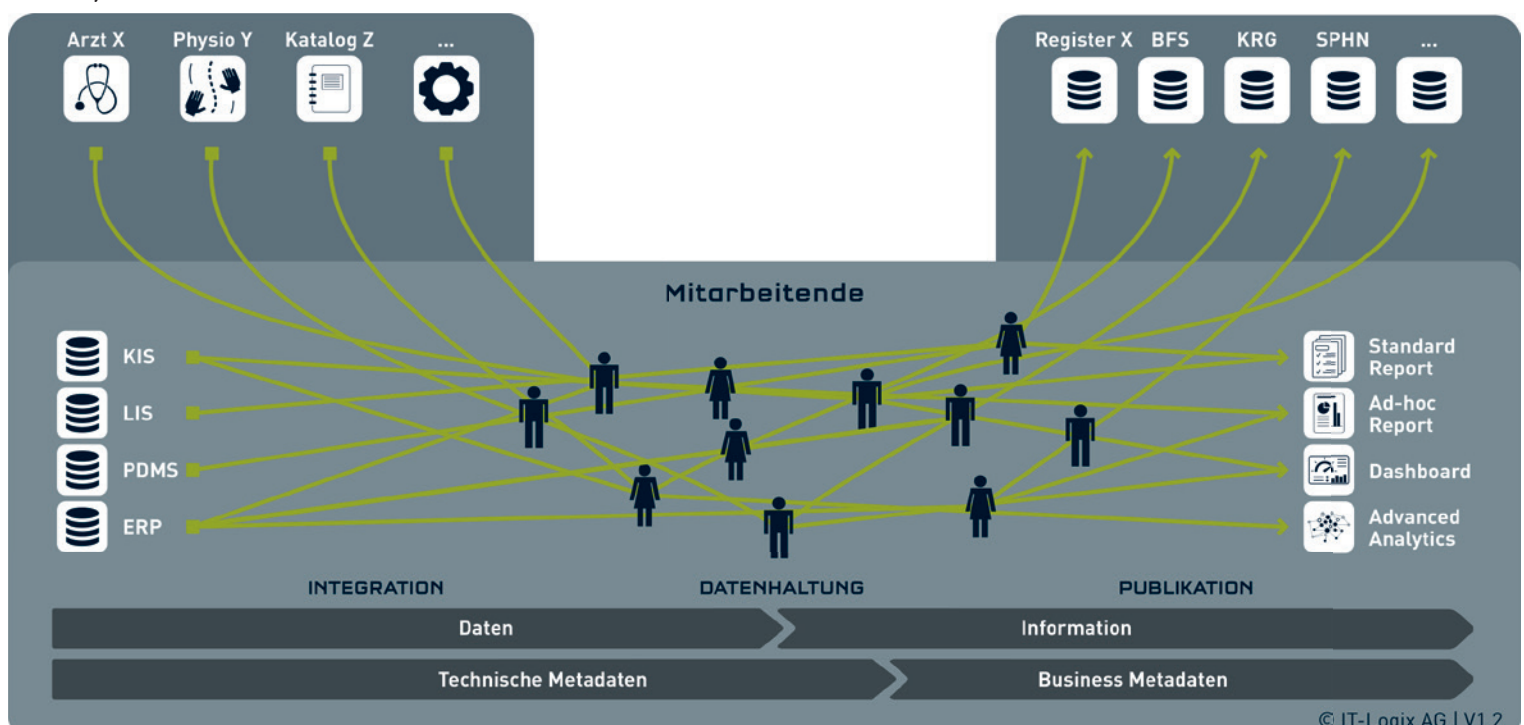 Arzt X Physio Y Katalog Z ...
Register X BFS KRG SPHN ...
Mitarbeitende
KIS
LIS
PDMS
ERP
Standard
Report
Ad-hoc
Report
Dashboard
Advanced
Analytics
INTEGRATION DATENHALTUNG PUBLIKATION
Daten Information
Technische Metadaten Business Metadaten
© IT-Logix AG | V1.2